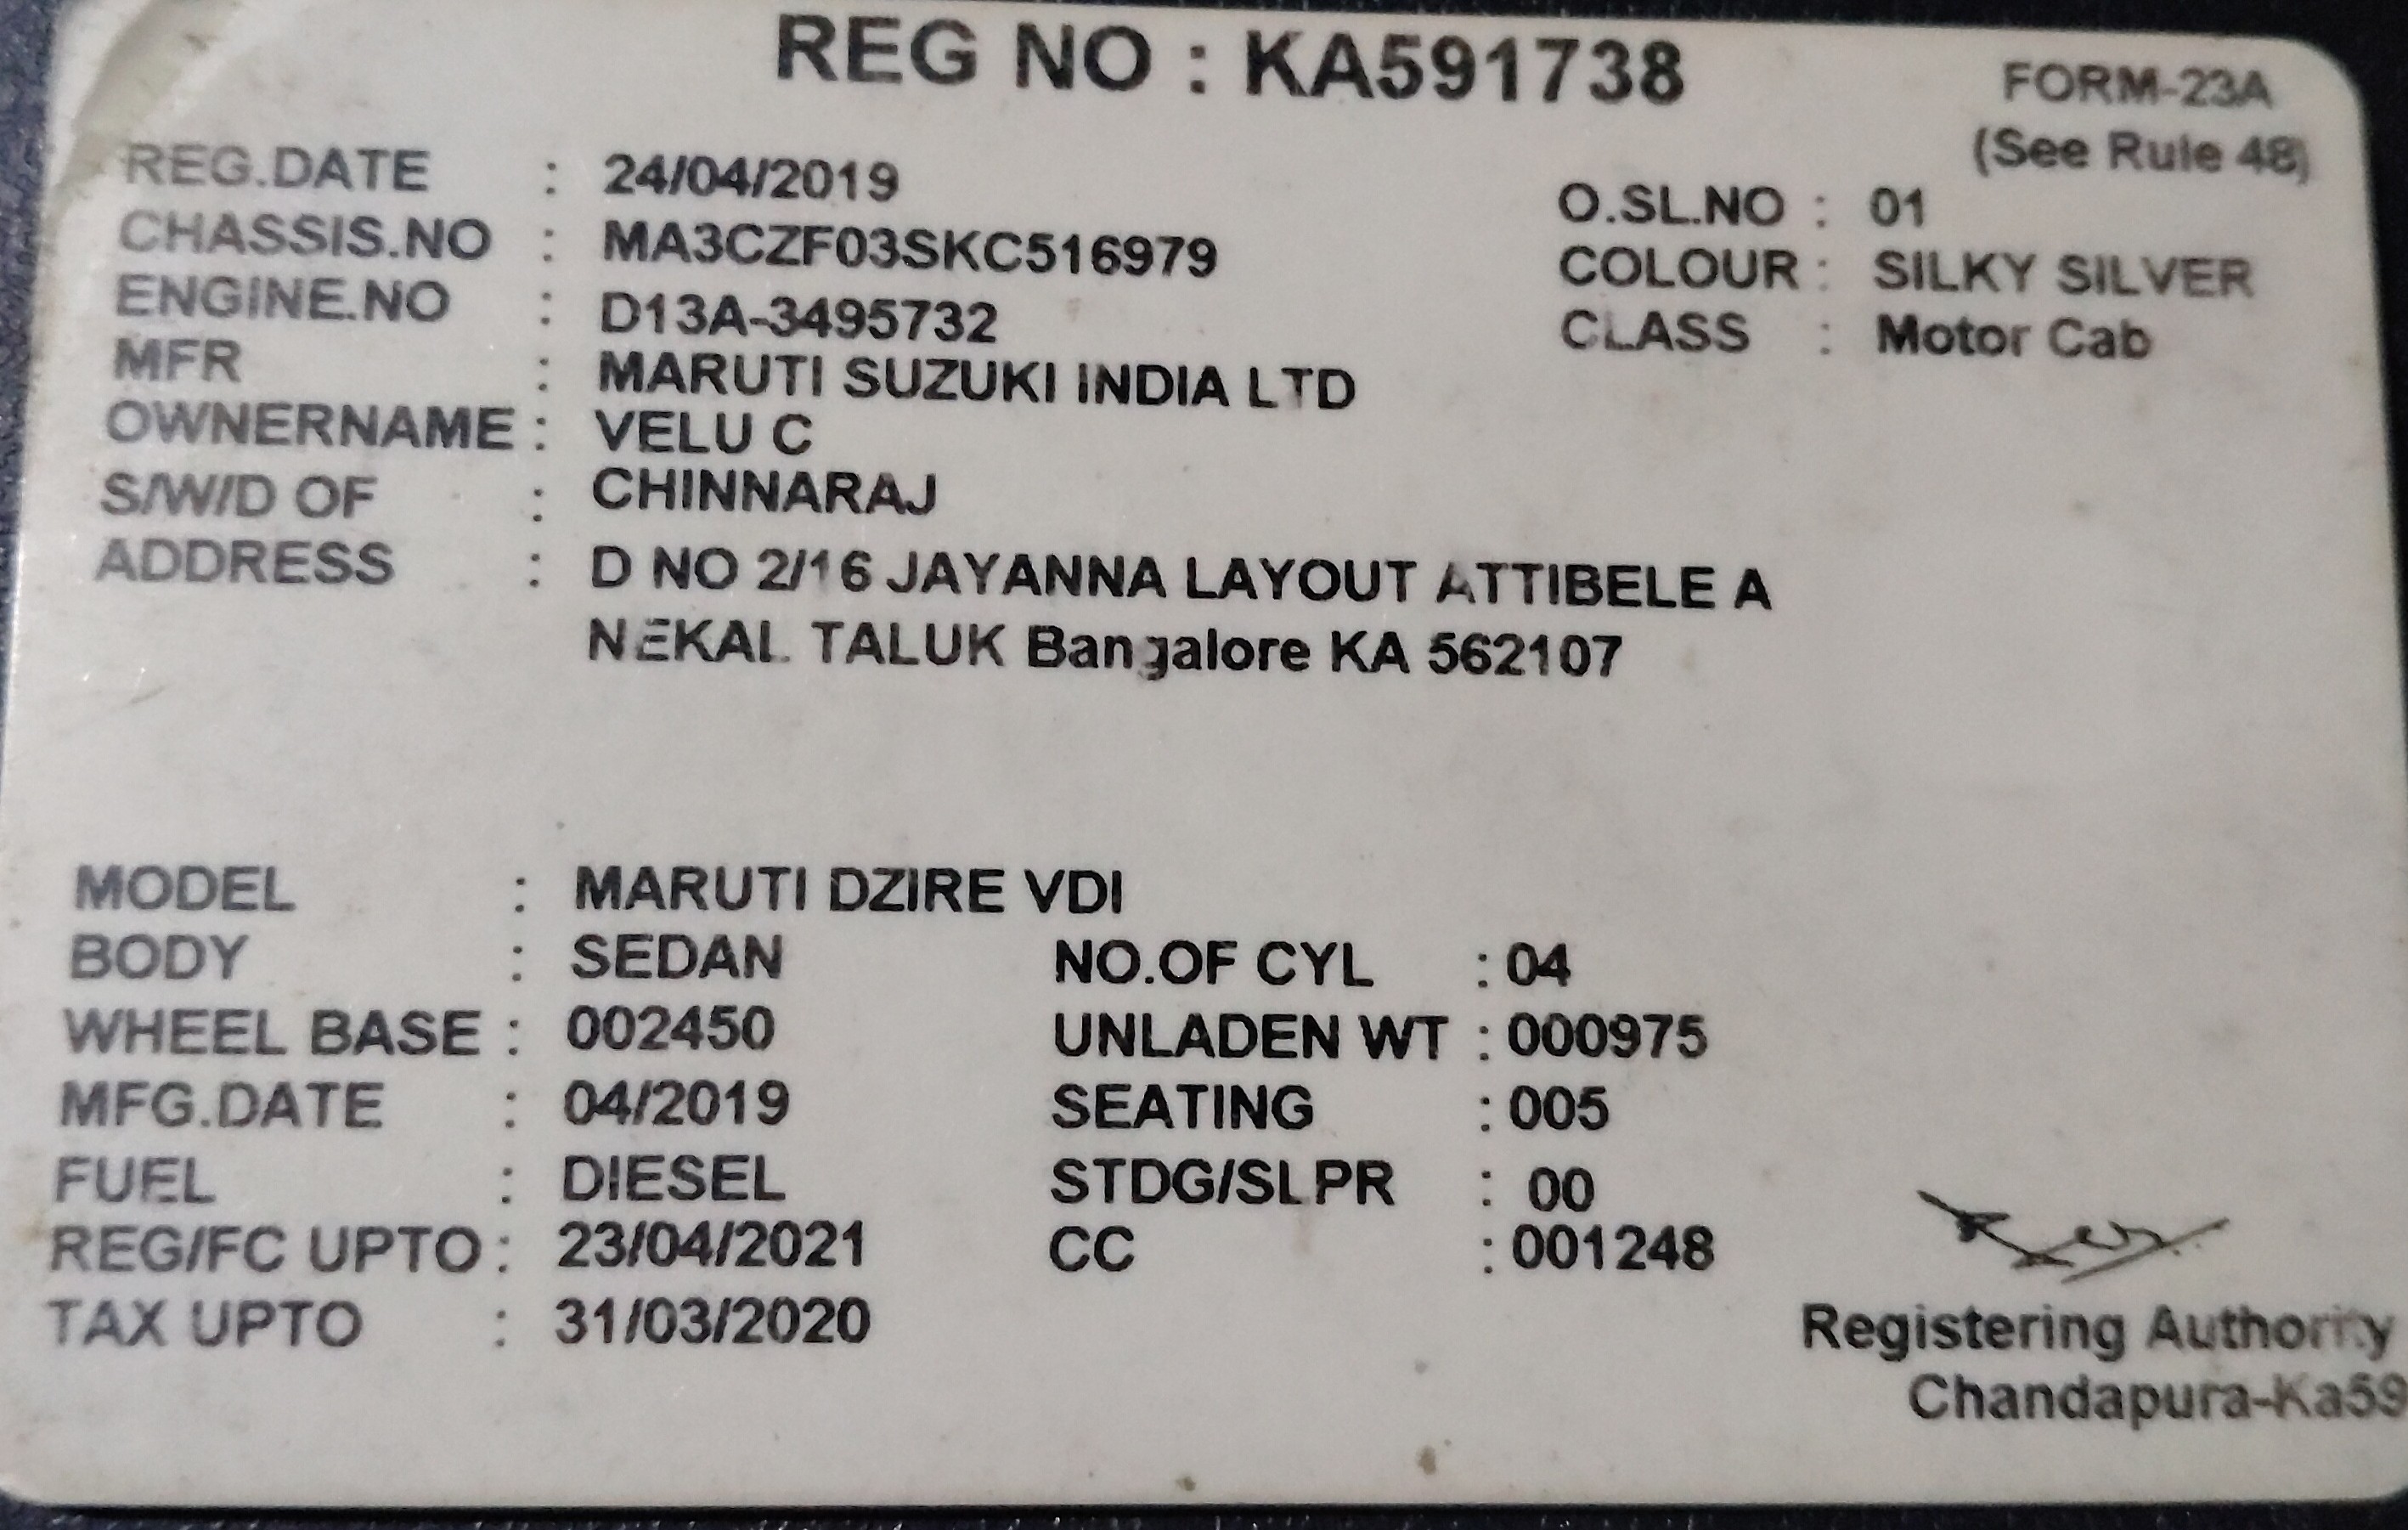 REG NO : KA591738
FORM-23A
(See Rule 48)
REG.DATE : 24/04/2019
O.SL.NO : 01
CHASSIS.NO : MA3CZF03SKC516979
COLOUR : SILKY SILVER
ENGINE.NO : D13A-3495732
CLASS : Motor Cab
MFR : MARUTI SUZUKI INDIA LTD
OWNERNAME : VELU C
S/W/D OF : CHINNARAJ
ADDRESS : D NO 2/16 JAYANNA LAYOUT ATTIBELE A
NEKAL TALUK Bangalore KA 562107
MODEL : MARUTI DZIRE VDI
BODY : SEDAN NO.OF CYL : 04
WHEEL BASE : 002450 UNLADEN WT : 000975
MFG.DATE : 04/2019 SEATING : 005
FUEL : DIESEL STDG/SLPR : 00
REG/FC UPTO : 23/04/2021 CC : 001248
TAX UPTO : 31/03/2020
Registering Authority
Chandapura-Ka59